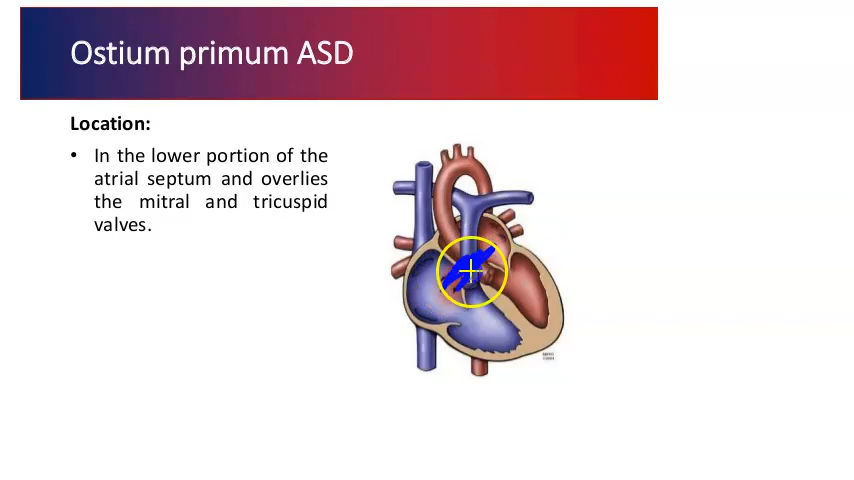 Ostium primum ASD
Location:
• In the lower portion of the
atrial septum and overlies
the mitral and tricuspid
valves.